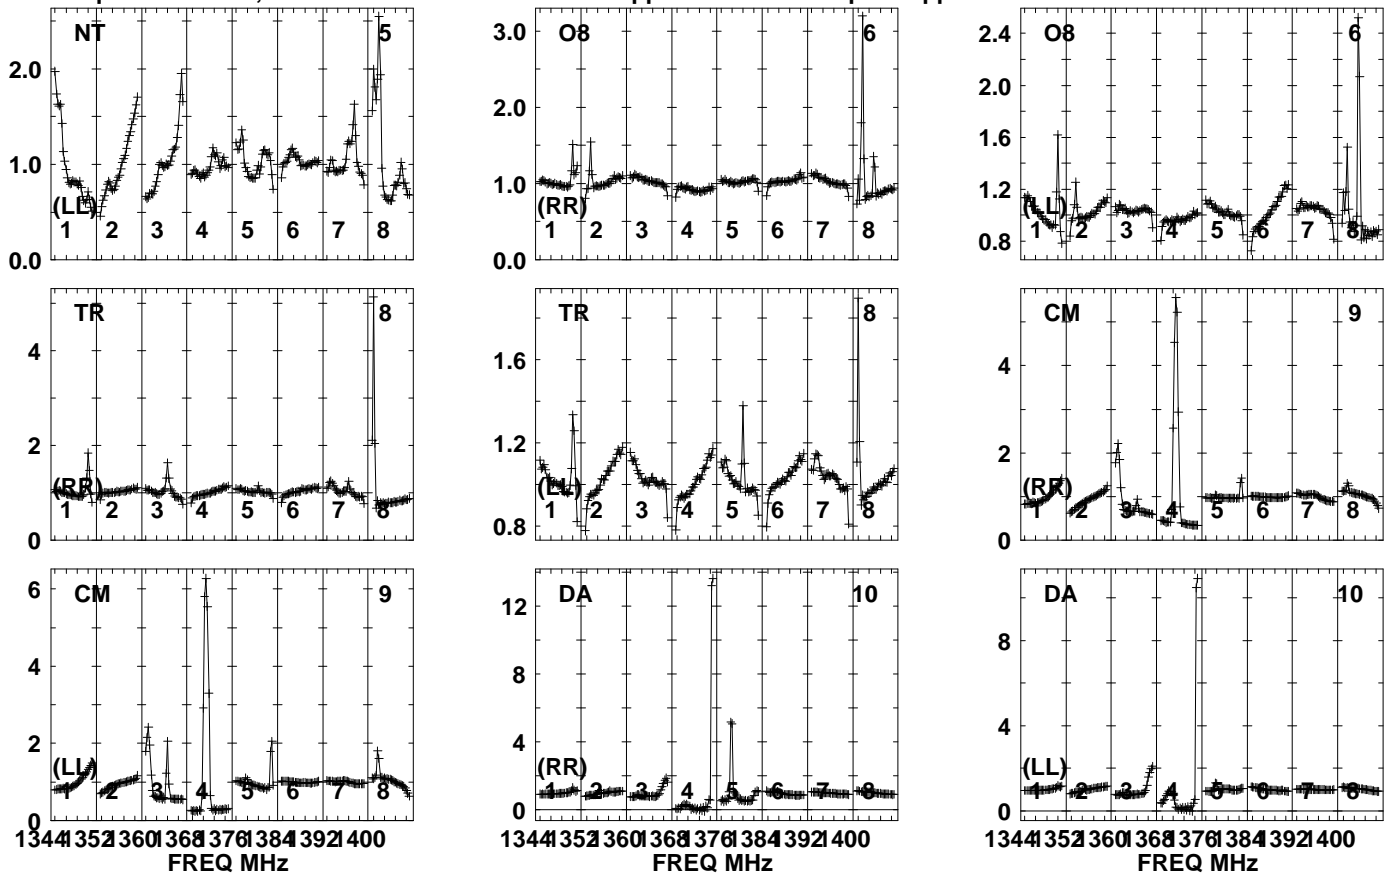 NT 5 O8 6 O8 6
2.0 3.0 2.4
2.0 2.0
1.0 1.6
1.0 1.2
(LL) (RR) (LL)
1 2 3 4 5 6 7 8 1 2 3 4 5 6 7 8 1 2 3 4 5 6 7 8
0.0 0.0 0.8
TR 8 TR 8 CM 9
4 1.6 4
2 1.2 2
(RR) (LL) (RR)
1 2 3 4 5 6 7 8 1 2 3 4 5 6 7 8 1 2 3 4 5 6 7 8
0 0.8 0
CM 9 DA 10 DA 10
6 12
4 8 8
2 4 4
(LL) (RR) (LL)
1 2 3 4 5 6 7 8 1 2 3 4 5 6 7 8 1 2 3 4 5 6 7 8
0 0 0
1344 1352 1360 1368 1376 1384 1392 1400 1344 1352 1360 1368 1376 1384 1392 1400 1344 1352 1360 1368 1376 1384 1392 1400
FREQ MHz FREQ MHz